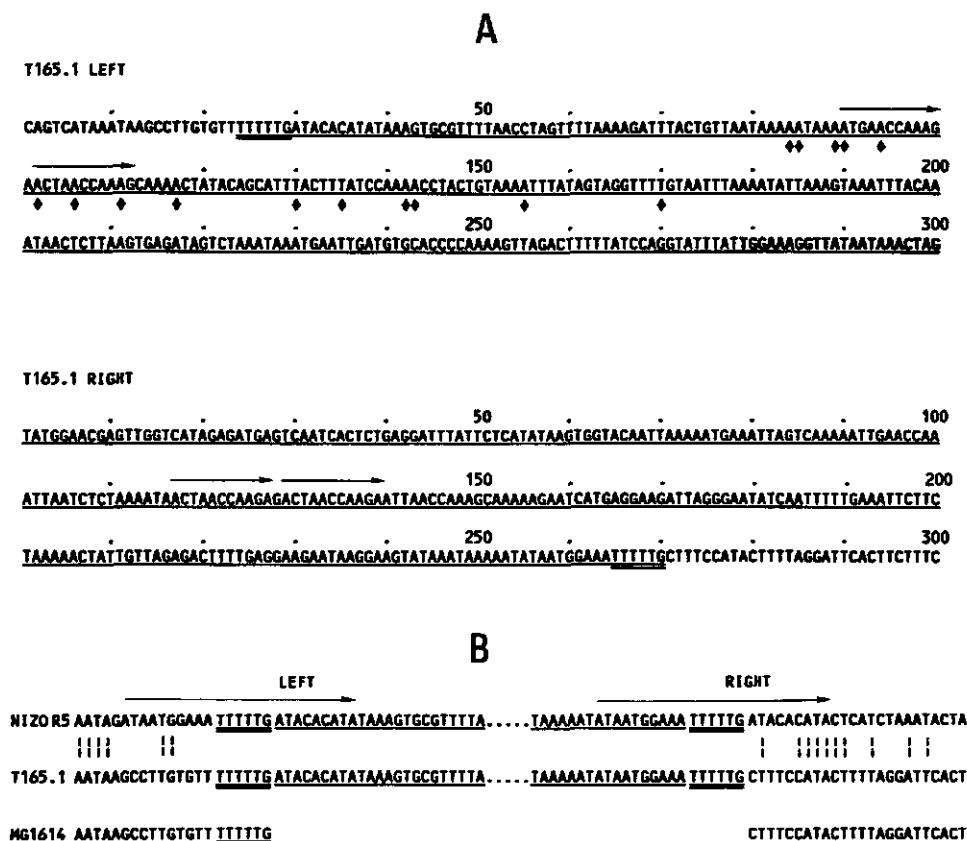 A
T165.1 LEFT
50
CAGTCATAAATAAGCCTTGTGTTTTTTTGATACACATATAAAGTGCGTTTTAACCTAGTTTTAAAAGATTTACTGTTAATAAAAATAAAATGAACCAAAG
150 200
AACTAACCAAAGCAAAACTATACAGCATTTACTTTATCCAAAACCTACTGTAAAATTTATAGTAGGTTTTGTAATTTAAAATATTAAAGTAAATTTACAA
250 300
ATAACTCTTAAGTGAGATAGTCTAAATAAATGAATTGATGTGCACCCCAAAAGTTAGACTTTTTATCCAGGTATTTATTGGAAAGGTTATAATAAACTAG
T165.1 RIGHT
50 100
TATGGAACGAGTTGGTCATAGAGATGAGTCAATCACTCTGAGGATTTATTCTCATATAAGTGGTACAATTAAAAATGAAATTAGTCAAAAATTGAACCAA
150 200
ATTAATCTCTAAAATAACTAACCAAGAGACTAACCAAGAATTAACCAAAGCAAAAAGAATCATGAGGAAGATTAGGGAATATCAATTTTTGAAATTCTTC
250 300
TAAAAACTATTGTTAGAGACTTTTGAGGAAGAATAAGGAAGTATAAATAAAAATATAATGGAAATTTTTGCTTTCCATACTTTTAGGATTCACTTCTTTC
B
LEFT RIGHT
NIZO R5 AATAGATAATGGAAA TTTTTG ATACACATATAAAGTGCGTTTTA.....TAAAAATATAATGGAAA TTTTTG ATACACATACTCATCTAAATACTA
T165.1 AATAAGCCTTGTGTT TTTTTG ATACACATATAAAGTGCGTTTTA.....TAAAAATATAATGGAAA TTTTTG CTTTCCATACTTTTAGGATTCACT
MG1614 AATAAGCCTTGTGTT TTTTTG CTTTCCATACTTTTAGGATTCACT